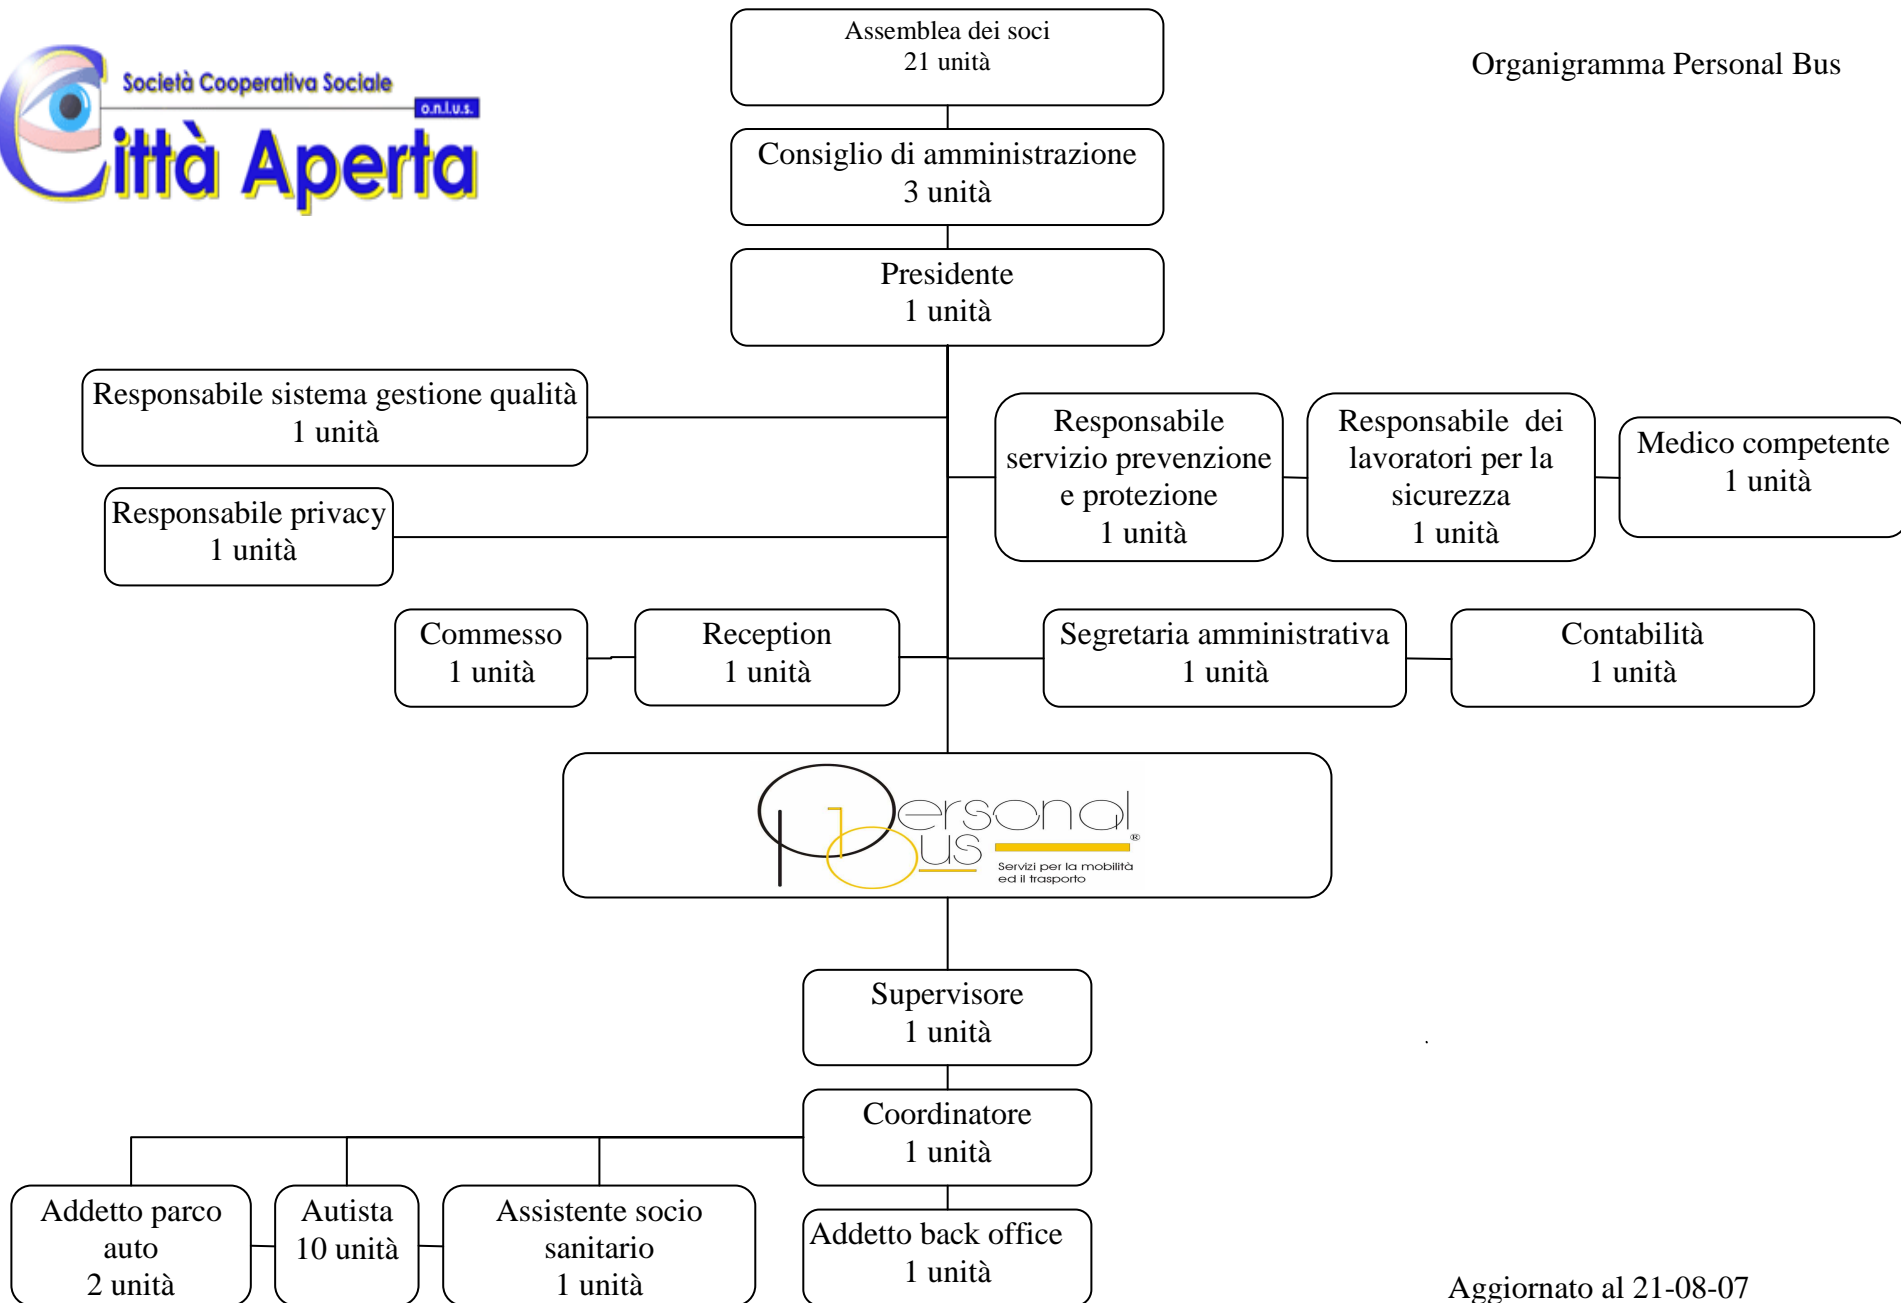 Assemblea dei soci
21 unità
Organigramma Personal Bus
Società Cooperativa Sociale
o.n.l.u.s.
Città Aperta
Consiglio di amministrazione
3 unità
Presidente
1 unità
Responsabile sistema gestione qualità
1 unità
Responsabile
servizio prevenzione
e protezione
1 unità
Responsabile  dei
lavoratori per la
sicurezza
1 unità
Medico competente
1 unità
Responsabile privacy
1 unità
Commesso
1 unità
Reception
1 unità
Segretaria amministrativa
1 unità
Contabilità
1 unità
Personal
bus
®
Servizi per la mobilità
ed il trasporto
Supervisore
1 unità
Coordinatore
1 unità
Addetto parco
auto
2 unità
Autista
10 unità
Assistente socio
sanitario
1 unità
Addetto back office
1 unità
Aggiornato al 21-08-07